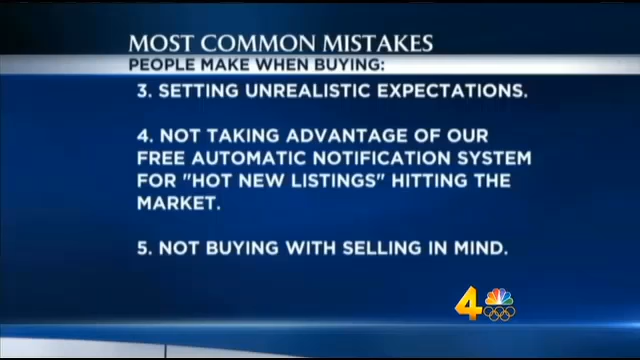 MOST COMMON MISTAKES
PEOPLE MAKE WHEN BUYING:
3. SETTING UNREALISTIC EXPECTATIONS.
4. NOT TAKING ADVANTAGE OF OUR
FREE AUTOMATIC NOTIFICATION SYSTEM
FOR "HOT NEW LISTINGS" HITTING THE
MARKET.
5. NOT BUYING WITH SELLING IN MIND.
4